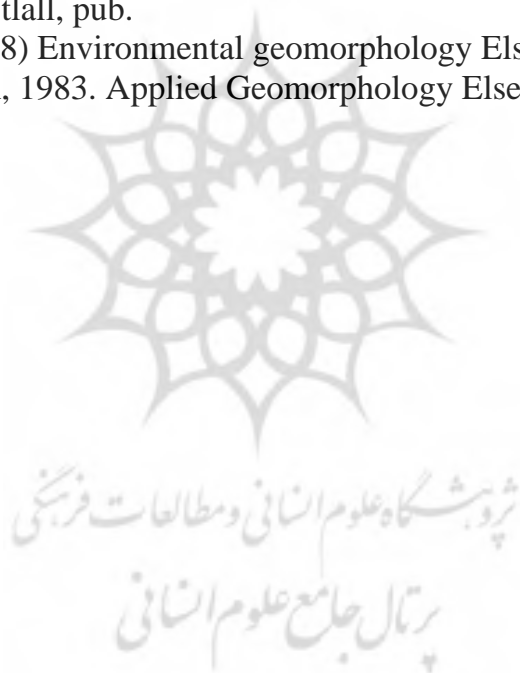 tlall, pub.
8) Environmental geomorphology Els
, 1983. Applied Geomorphology Else
پژوهشگاه علوم انسانی و مطالعات فرهنگی
پرتال جامع علوم انسانی